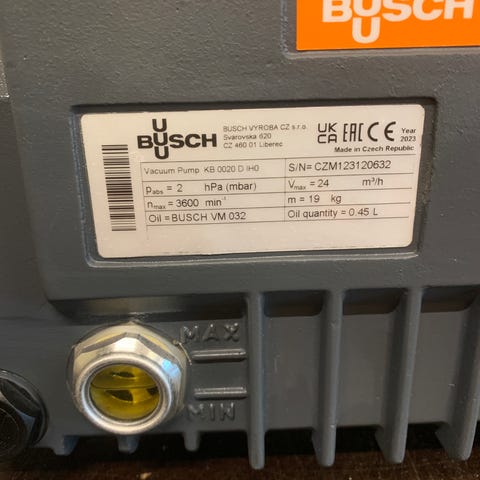 BUSCH
BUSCH
BUSCH VÝROBA CZ s.r.o.
Svarovska 620
CZ 460 01 Liberec
UK CA EAC CE
Year
2023
Made in Czech Republic
Vacuum Pump KB 0020 D IH0
S/N= CZM123120632
Pabs = 2 hPa (mbar)
Vmax = 24 m³/h
nmax = 3600 min⁻¹
m = 19 kg
Oil = BUSCH VM 032
Oil quantity = 0.45 L
MAX
MIN